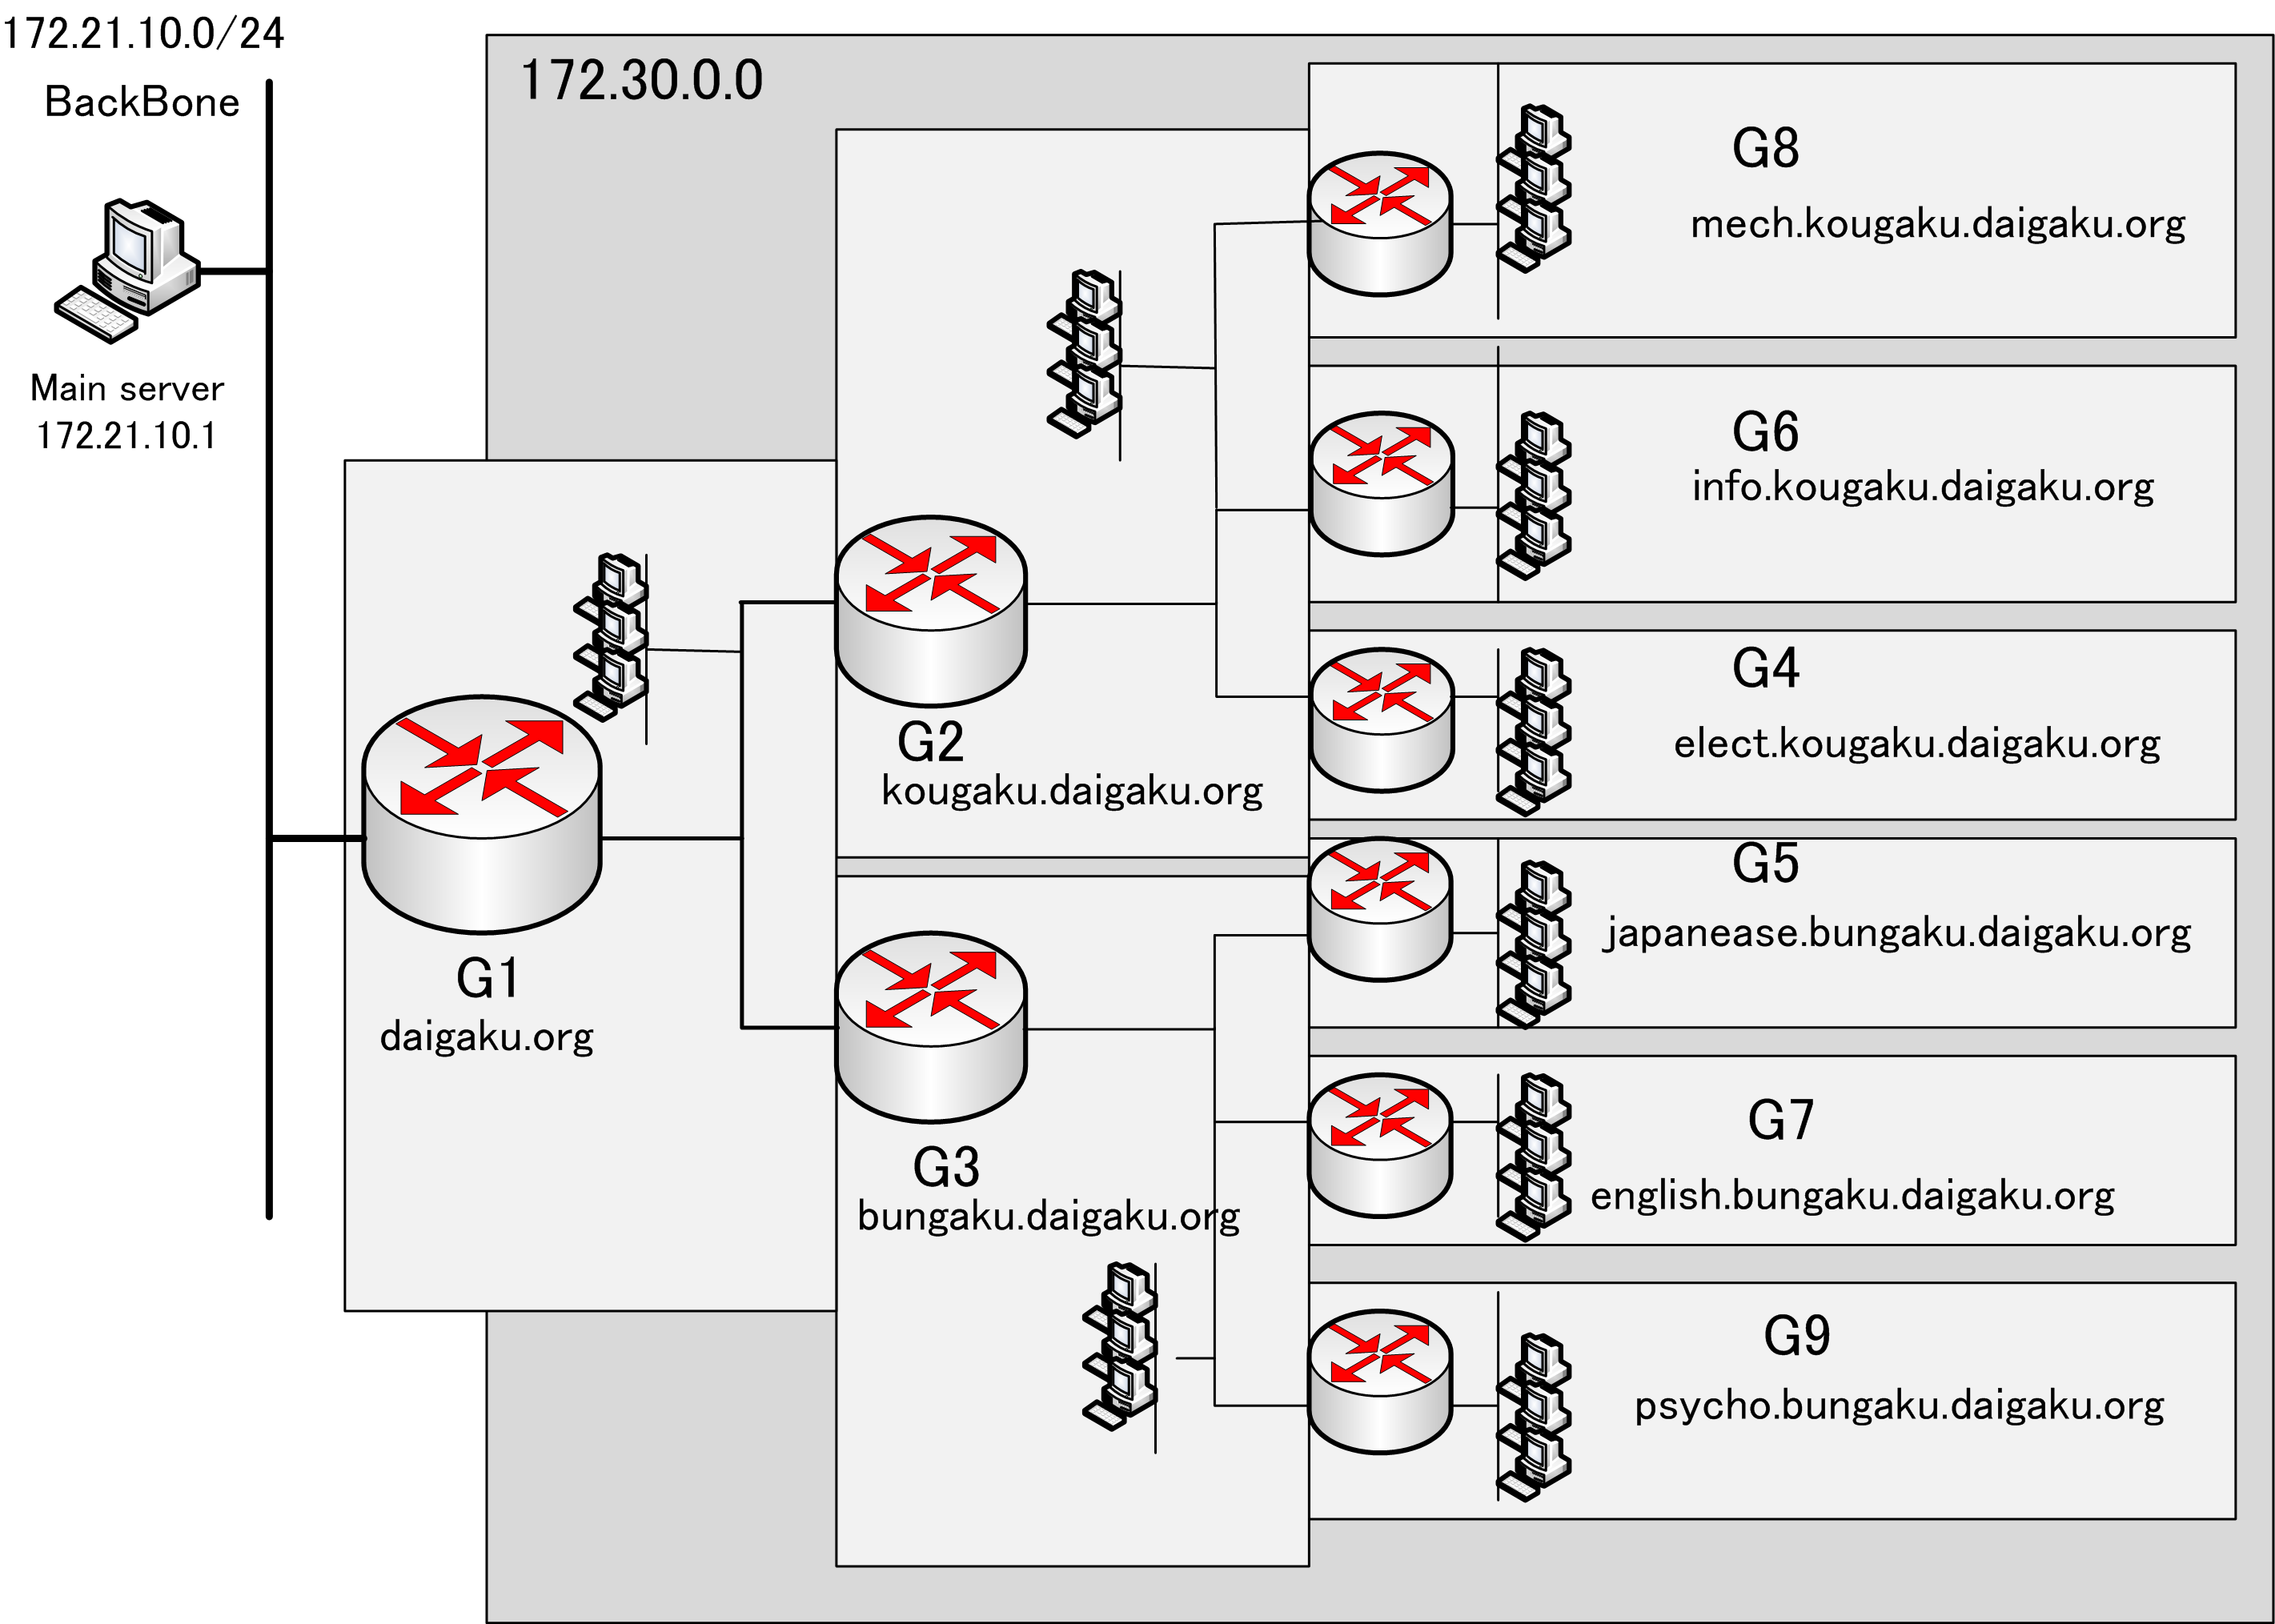 172.21.10.0/24
BackBone
Main server
172.21.10.1
172.30.0.0
G1
daigaku.org
G2
kougaku.daigaku.org
G3
bungaku.daigaku.org
G8
mech.kougaku.daigaku.org
G6
info.kougaku.daigaku.org
G4
elect.kougaku.daigaku.org
G5
japanease.bungaku.daigaku.org
G7
english.bungaku.daigaku.org
G9
psycho.bungaku.daigaku.org